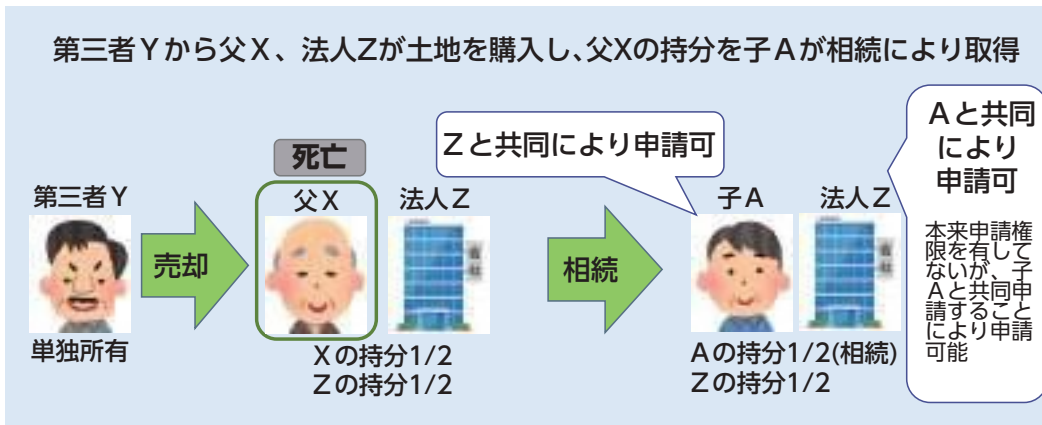 第三者Yから父X、法人Zが土地を購入し、父Xの持分を子Aが相続により取得
死亡
第三者Y
父X
法人Z
売却
単独所有
Xの持分1/2
Zの持分1/2
相続
Zと共同により申請可
子A
法人Z
Aの持分1/2(相続)
Zの持分1/2
Aと共同
により
申請可
本来申請権
限を有して
ないが、子
Aと共同申
請すること
により申請
可能